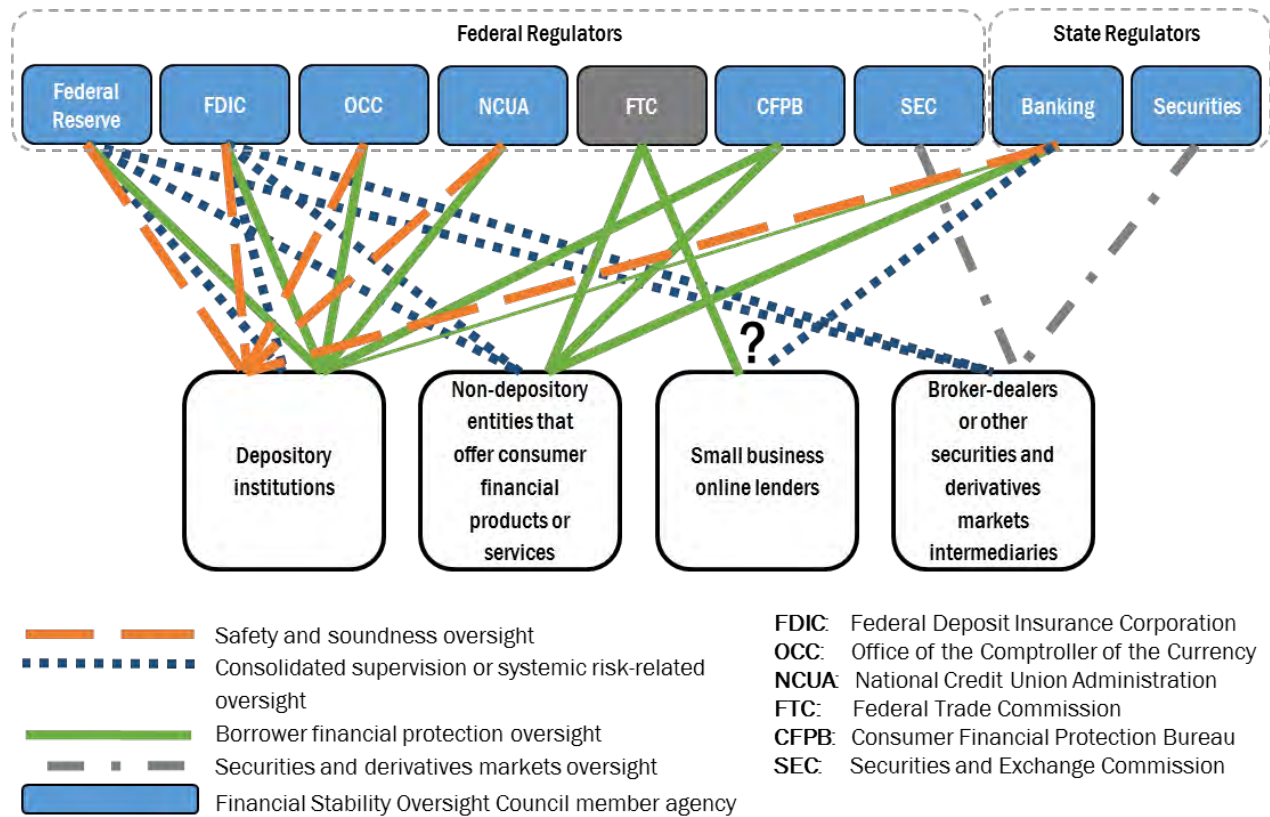 Federal Regulators
State Regulators
Federal
Reserve
FDIC
OCC
NCUA
FTC
CFPB
SEC
Banking
Securities
?
Depository
institutions
Non-depository
entities that
offer consumer
financial
products or
services
Small business
online lenders
Broker-dealers
or other
securities and
derivatives
markets
intermediaries
Safety and soundness oversight
Consolidated supervision or systemic risk-related
oversight
Borrower financial protection oversight
Securities and derivatives markets oversight
Financial Stability Oversight Council member agency
FDIC: Federal Deposit Insurance Corporation
OCC: Office of the Comptroller of the Currency
NCUA: National Credit Union Administration
FTC: Federal Trade Commission
CFPB: Consumer Financial Protection Bureau
SEC: Securities and Exchange Commission